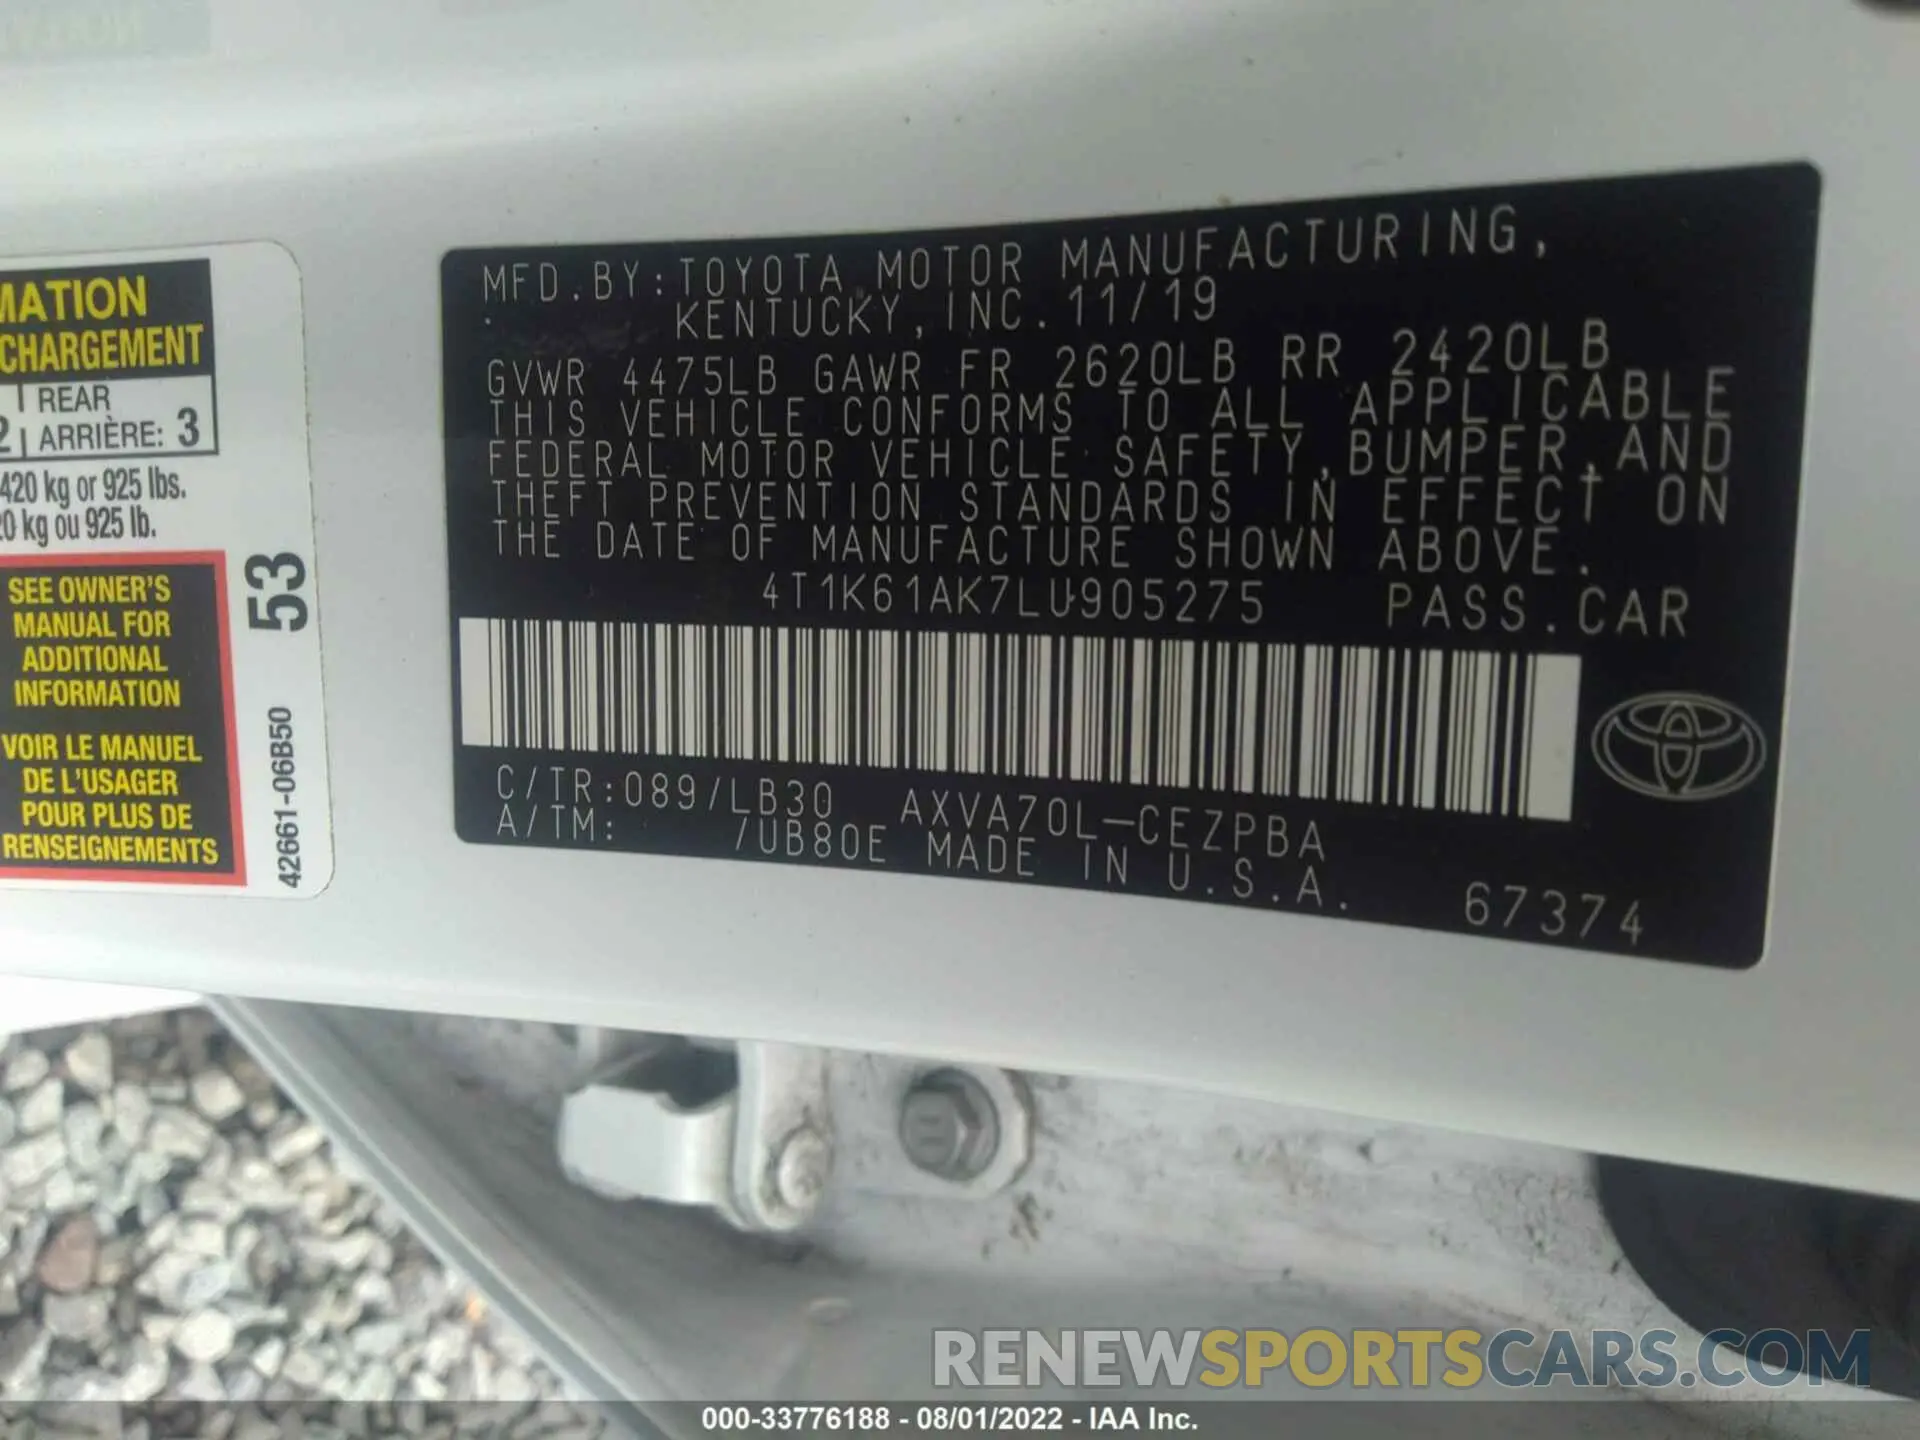 MATION
CHARGEMENT
REAR
2 ARRIÈRE: 3
420 kg or 925 lbs.
0 kg ou 925 lb.
SEE OWNER'S
MANUAL FOR
ADDITIONAL
INFORMATION
VOIR LE MANUEL
DE L'USAGER
POUR PLUS DE
RENSEIGNEMENTS
53
42661-06B50
MFD.BY:TOYOTA MOTOR MANUFACTURING,
KENTUCKY,INC.11/19
GVWR 4475LB GAWR FR 2620LB RR 2420LB
THIS VEHICLE CONFORMS TO ALL APPLICABLE
FEDERAL MOTOR VEHICLE SAFETY,BUMPER,AND
THEFT PREVENTION STANDARDS IN EFFECT ON
THE DATE OF MANUFACTURE SHOWN ABOVE.
4T1K61AK7LU905275 PASS.CAR
C/TR:089/LB30 AXVA70L-CEZPBA
A/TM: /UB80E MADE IN U.S.A.
67374
RENEWSPORTSCARS.COM
000-33776188 - 08/01/2022 - IAA Inc.